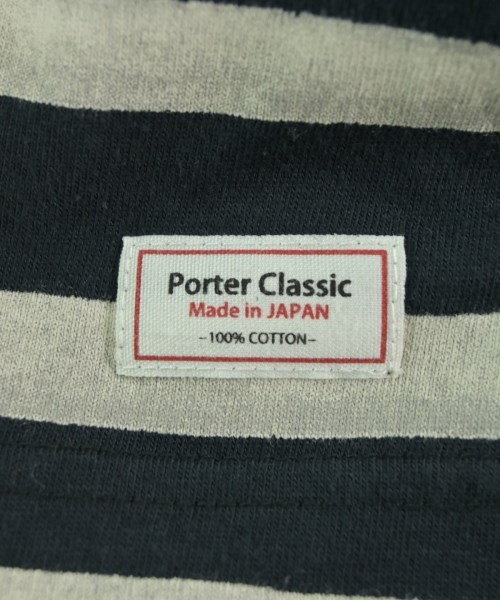 Porter Classic
Made in JAPAN
–100% COTTON–